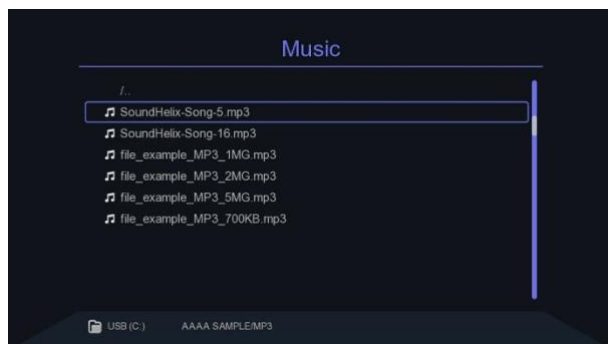 Music
/..
SoundHelix-Song-5.mp3
SoundHelix-Song-16.mp3
file_example_MP3_1MG.mp3
file_example_MP3_2MG.mp3
file_example_MP3_5MG.mp3
file_example_MP3_700KB.mp3
USB (C:) AAAA SAMPLE/MP3